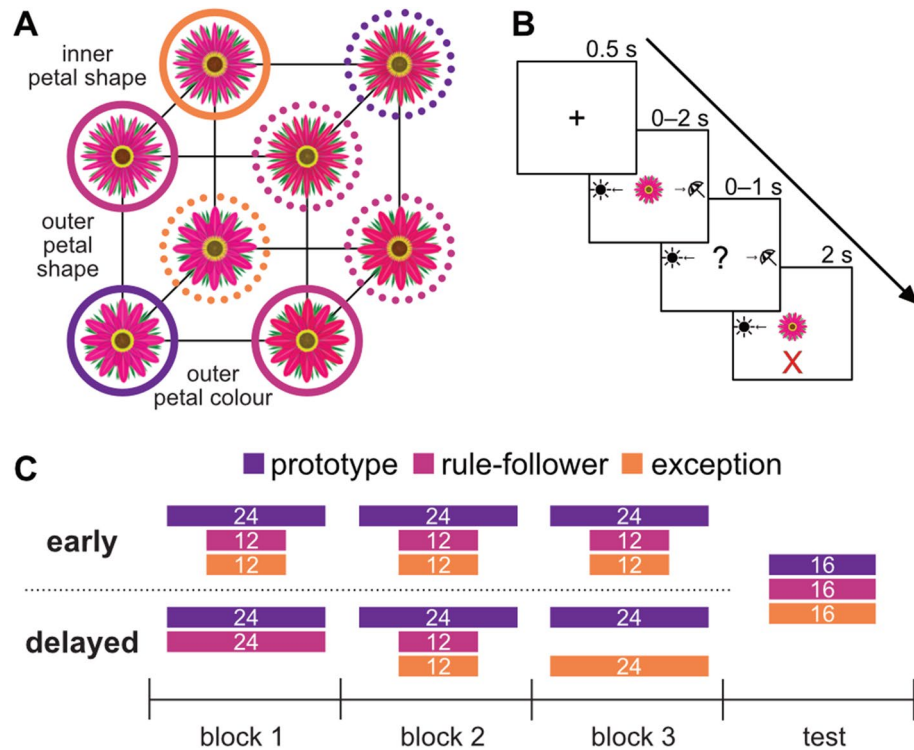 A
inner
petal shape
outer
petal
shape
outer
petal colour
B
0.5 s
+
0–2 s
0–1 s
?
2 s
X
C
prototype rule-follower exception
early
24 24 24
12 12 12
12 12 12
16
16
16
delayed
24 24 24
24 12
12 24
block 1 block 2 block 3 test